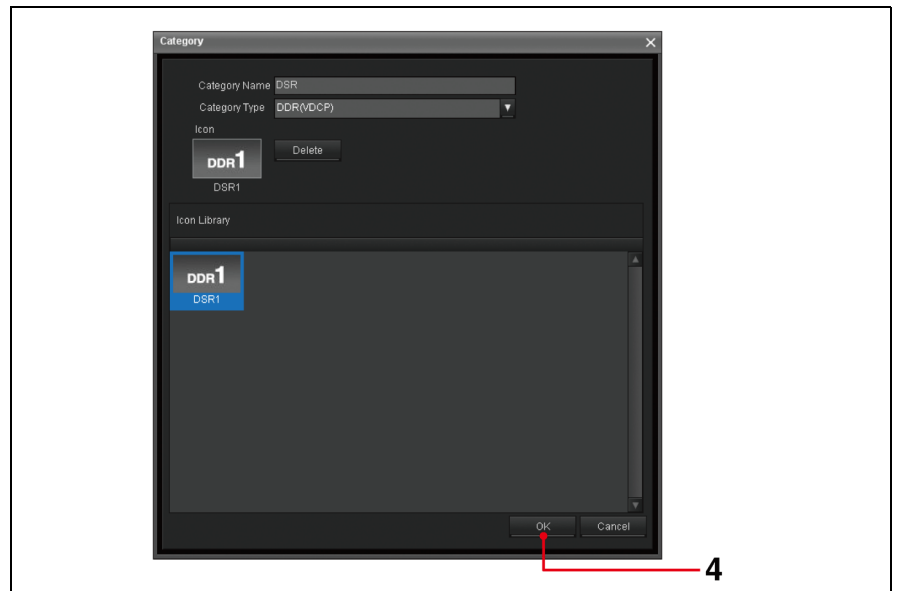 Category
Category Name DSR
Category Type DDR(VDCP)
Icon
DDR1
Delete
DSR1
Icon Library
DDR1
DSR1
OK Cancel
4